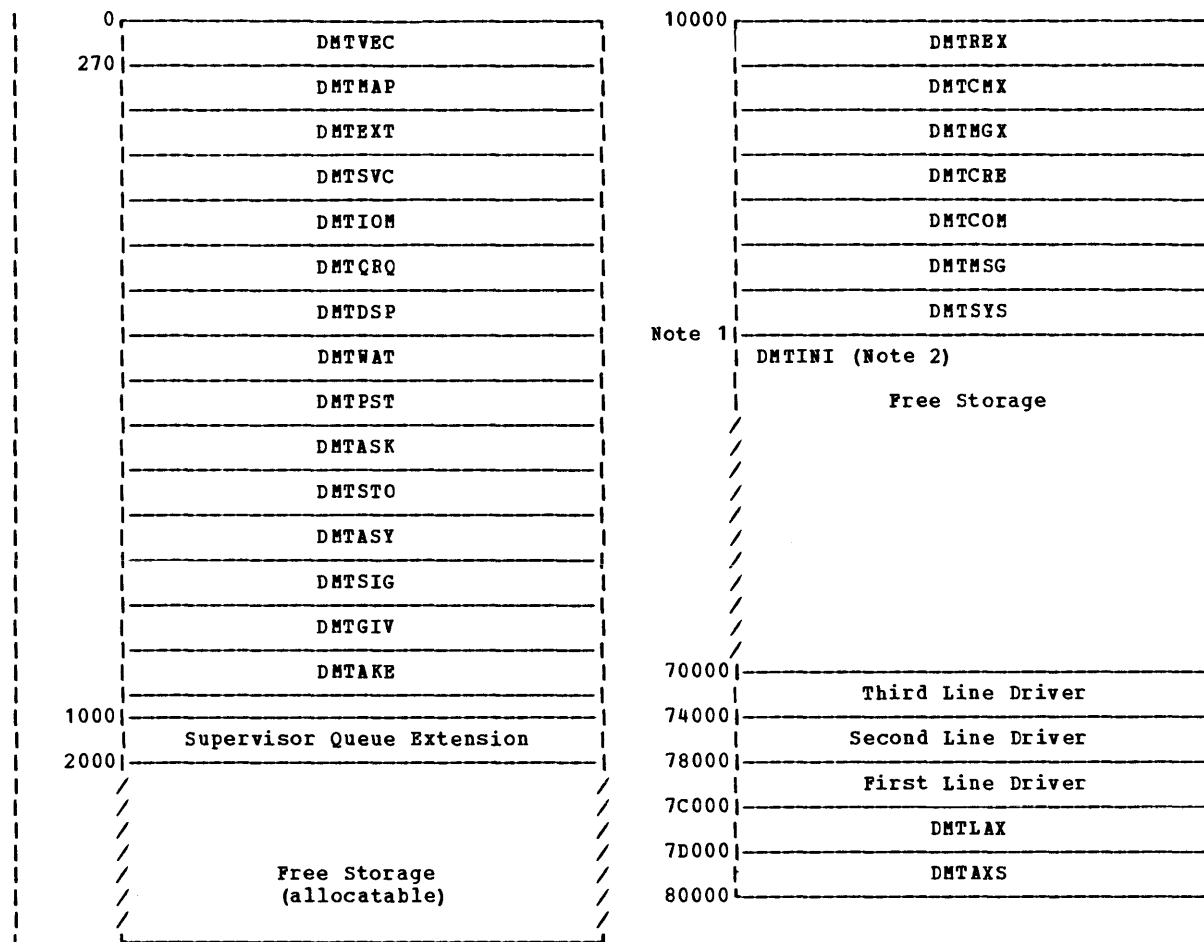 0
DMTVEC
270
DMTMAP
DMTEXT
DMTSVC
DMTIOM
DMTQRQ
DMTDSP
DMTWAT
DMTPST
DMTASK
DMTSTO
DMTASY
DMTSIG
DMTGIV
DMTAKE
1000
Supervisor Queue Extension
2000
Free Storage
(allocatable)
10000
DMTREX
DMTCMX
DMTMGX
DMTCRE
DMTCOM
DMTMSG
DMTSYS
Note 1
DMTINI (Note 2)
Free Storage
70000
Third Line Driver
74000
Second Line Driver
78000
First Line Driver
7C000
DMTLAX
7D000
DMTAXS
80000